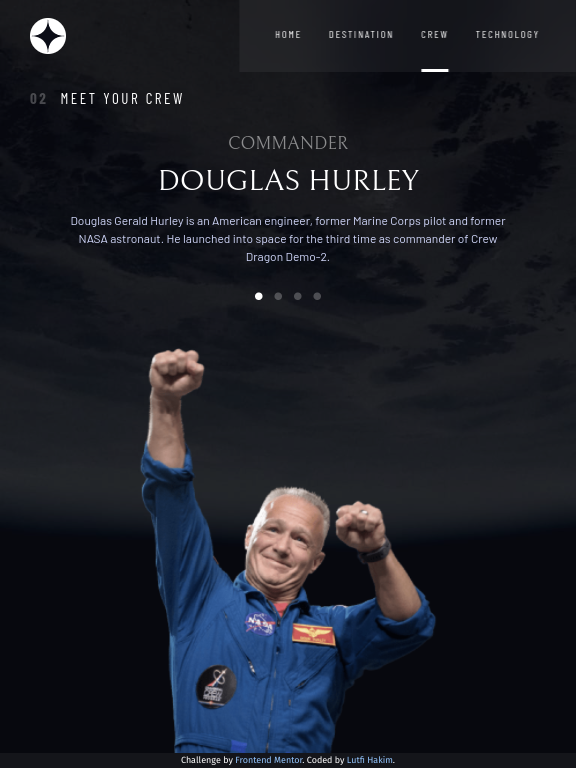 HOME DESTINATION CREW TECHNOLOGY
02 MEET YOUR CREW
COMMANDER
DOUGLAS HURLEY
Douglas Gerald Hurley is an American engineer, former Marine Corps pilot and former
NASA astronaut. He launched into space for the third time as commander of Crew
Dragon Demo-2.
NASA
Challenge by Frontend Mentor. Coded by Lutfi Hakim.